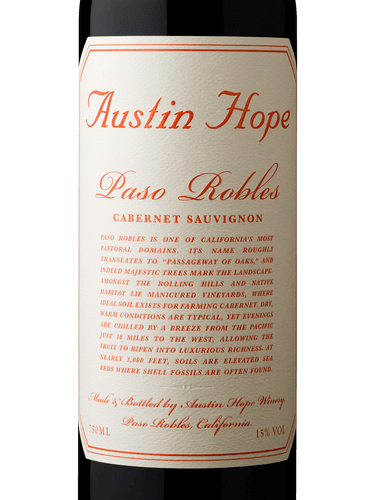 Austin Hope
Paso Robles
CABERNET SAUVIGNON
PASO ROBLES IS ONE OF CALIFORNIA'S MOST
PASTORAL DOMAINS. ITS NAME ROUGHLY
TRANSLATES TO "PASSAGEWAY OF OAKS," AND
INDEED MAJESTIC TREES MARK THE LANDSCAPE.
AMONGST THE ROLLING HILLS AND NATIVE
HABITAT LIE MANICURED VINEYARDS, WHERE
IDEAL SOIL EXISTS FOR FARMING CABERNET. DRY,
WARM CONDITIONS ARE TYPICAL, YET EVENINGS
ARE CHILLED BY A BREEZE FROM THE PACIFIC
JUST 18 MILES TO THE WEST, ALLOWING THE
FRUIT TO RIPEN INTO LUXURIOUS RICHNESS. AT
NEARLY 1,000 FEET, SOILS ARE ELEVATED SEA
BEDS WHERE SHELL FOSSILS ARE OFTEN FOUND.
Made & Bottled by Austin Hope Winery
750ML Paso Robles, California. 15% VOL